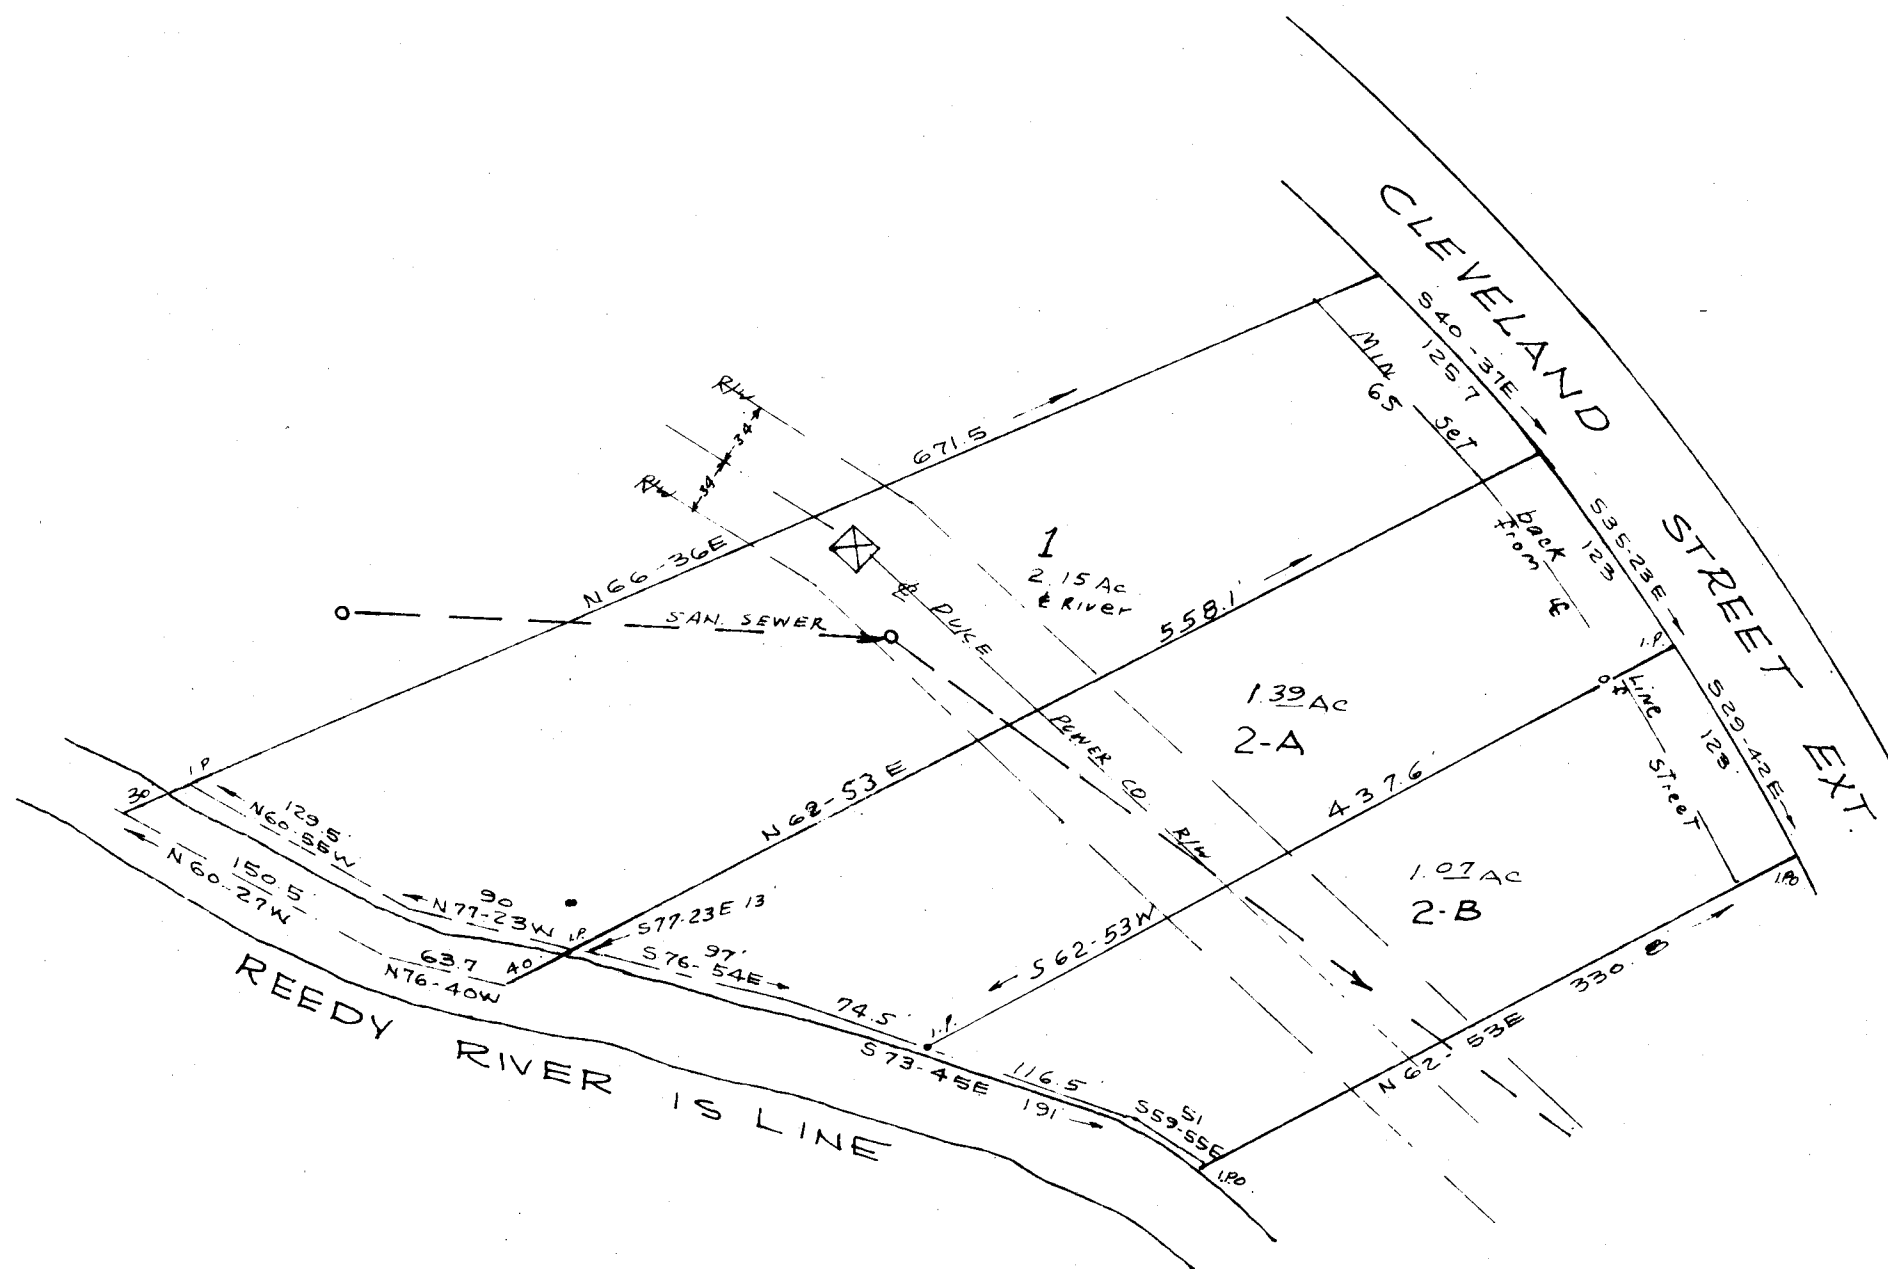 CLEVELAND STREET EXT.
S40-37E
125.7
MIN
65
Set
back
from
℄
Line
Street
S35-23E
123
I.P.
S29-42E
123'
I.P.O
R/W
34
34
R/W
671.5
N66-36E
SAN. SEWER
℄ DUKE POWER CO. R/W
1
2.15 Ac
℄ River
558.1'
N62-53E
1.39 AC
2-A
437.6'
S62-53W
1.07 AC
2-B
330.8
N62-53E
I.P
30
129.5'
N60-55W
150.5'
N60-27W
90
N77-23W
I.P.
S77-23E 13'
63.7
N76-40W
40
97'
S76-54E
74.5'
I.P.
S73-45E
191'
116.5'
51
S59-55E
I.P.O
REEDY RIVER IS LINE